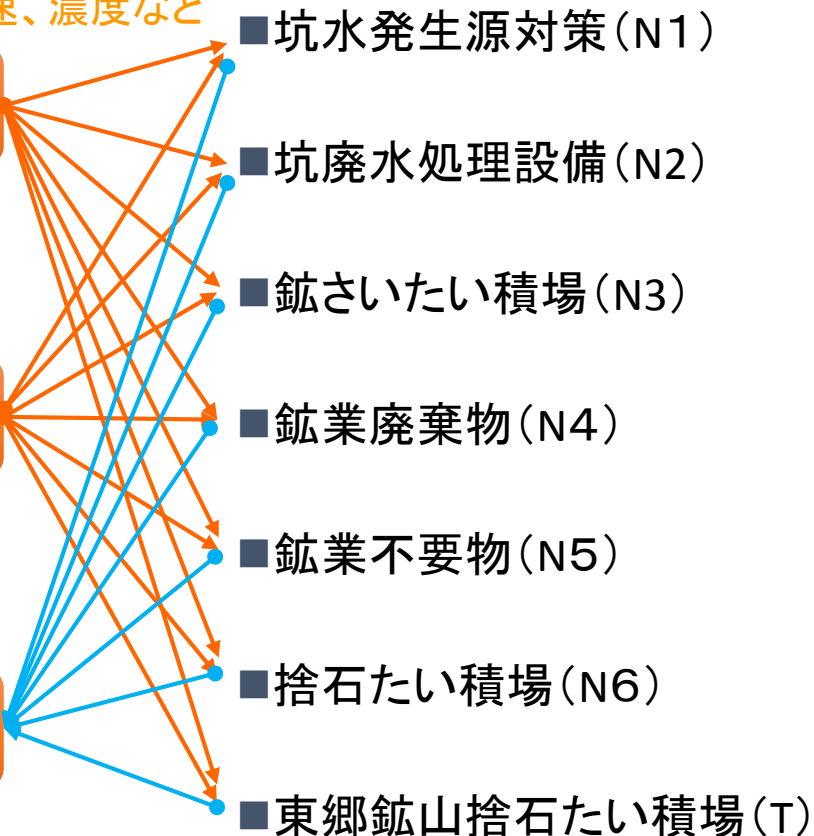 速、濃度など
■坑水発生源対策（N１）
■坑廃水処理設備（N2）
■鉱さいたい積場（N3）
■鉱業廃棄物（N４）
■鉱業不要物（N５）
■捨石たい積場（N６）
■東郷鉱山捨石たい積場（T）